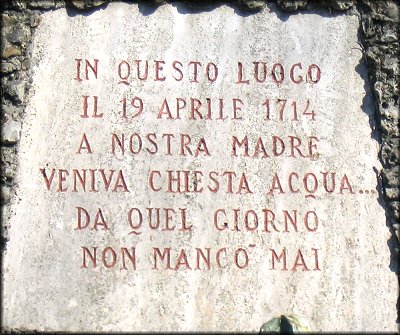 IN QUESTO LUOGO
IL 19 APRILE 1714
A NOSTRA MADRE
VENIVA CHIESTA ACQUA...
DA QUEL GIORNO
NON MANCÒ MAI